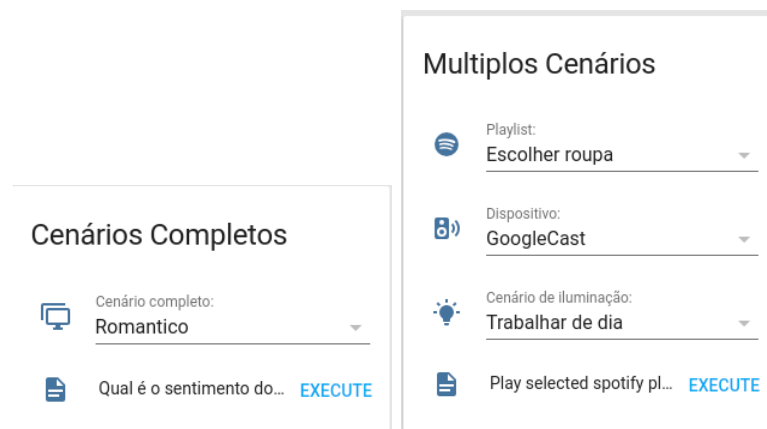 Cenários Completos
Cenário completo:
Romantico
Qual é o sentimento do...
EXECUTE
Multiplos Cenários
Playlist:
Escolher roupa
Dispositivo:
GoogleCast
Cenário de iluminação:
Trabalhar de dia
Play selected spotify pl...
EXECUTE